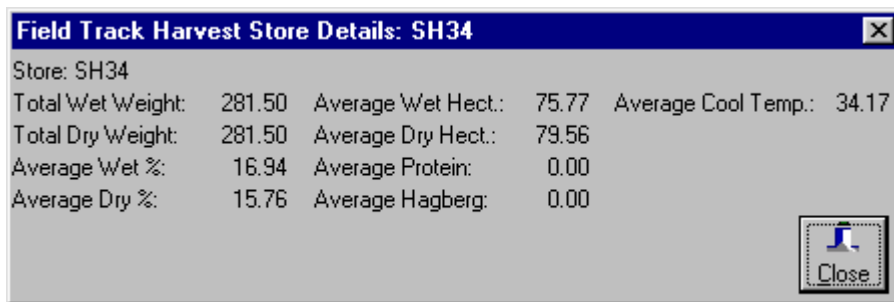 Field Track Harvest Store Details: SH34
Store: SH34
Total Wet Weight: 281.50 Average Wet Hect.: 75.77 Average Cool Temp.: 34.17
Total Dry Weight: 281.50 Average Dry Hect.: 79.56
Average Wet %: 16.94 Average Protein: 0.00
Average Dry %: 15.76 Average Hagberg: 0.00
Close